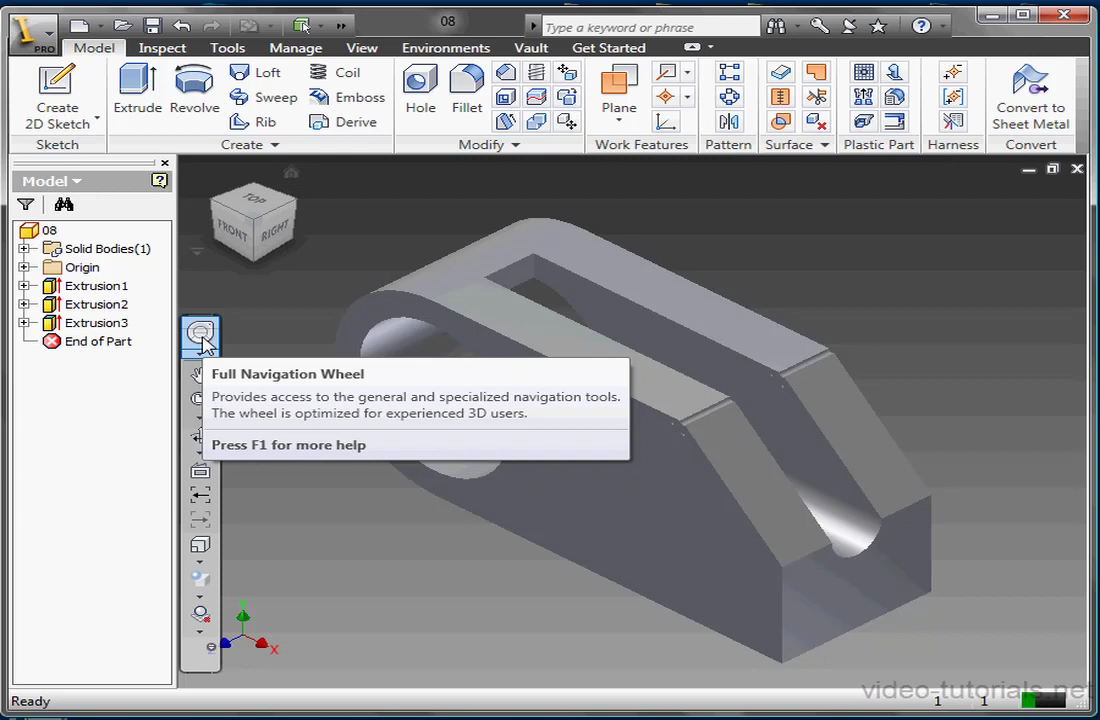 08
Type a keyword or phrase
PRO
Model Inspect Tools Manage View Environments Vault Get Started
Create
2D Sketch
Extrude
Revolve
Loft
Sweep
Rib
Coil
Emboss
Derive
Hole
Fillet
Plane
Convert to
Sheet Metal
Sketch Create Modify Work Features Pattern Surface Plastic Part Harness Convert
Model
08
Solid Bodies(1)
Origin
Extrusion1
Extrusion2
Extrusion3
End of Part
TOP
FRONT
RIGHT
Full Navigation Wheel
Provides access to the general and specialized navigation tools.
The wheel is optimized for experienced 3D users.
Press F1 for more help
Y
X
video-tutorials.net
Ready
1 1